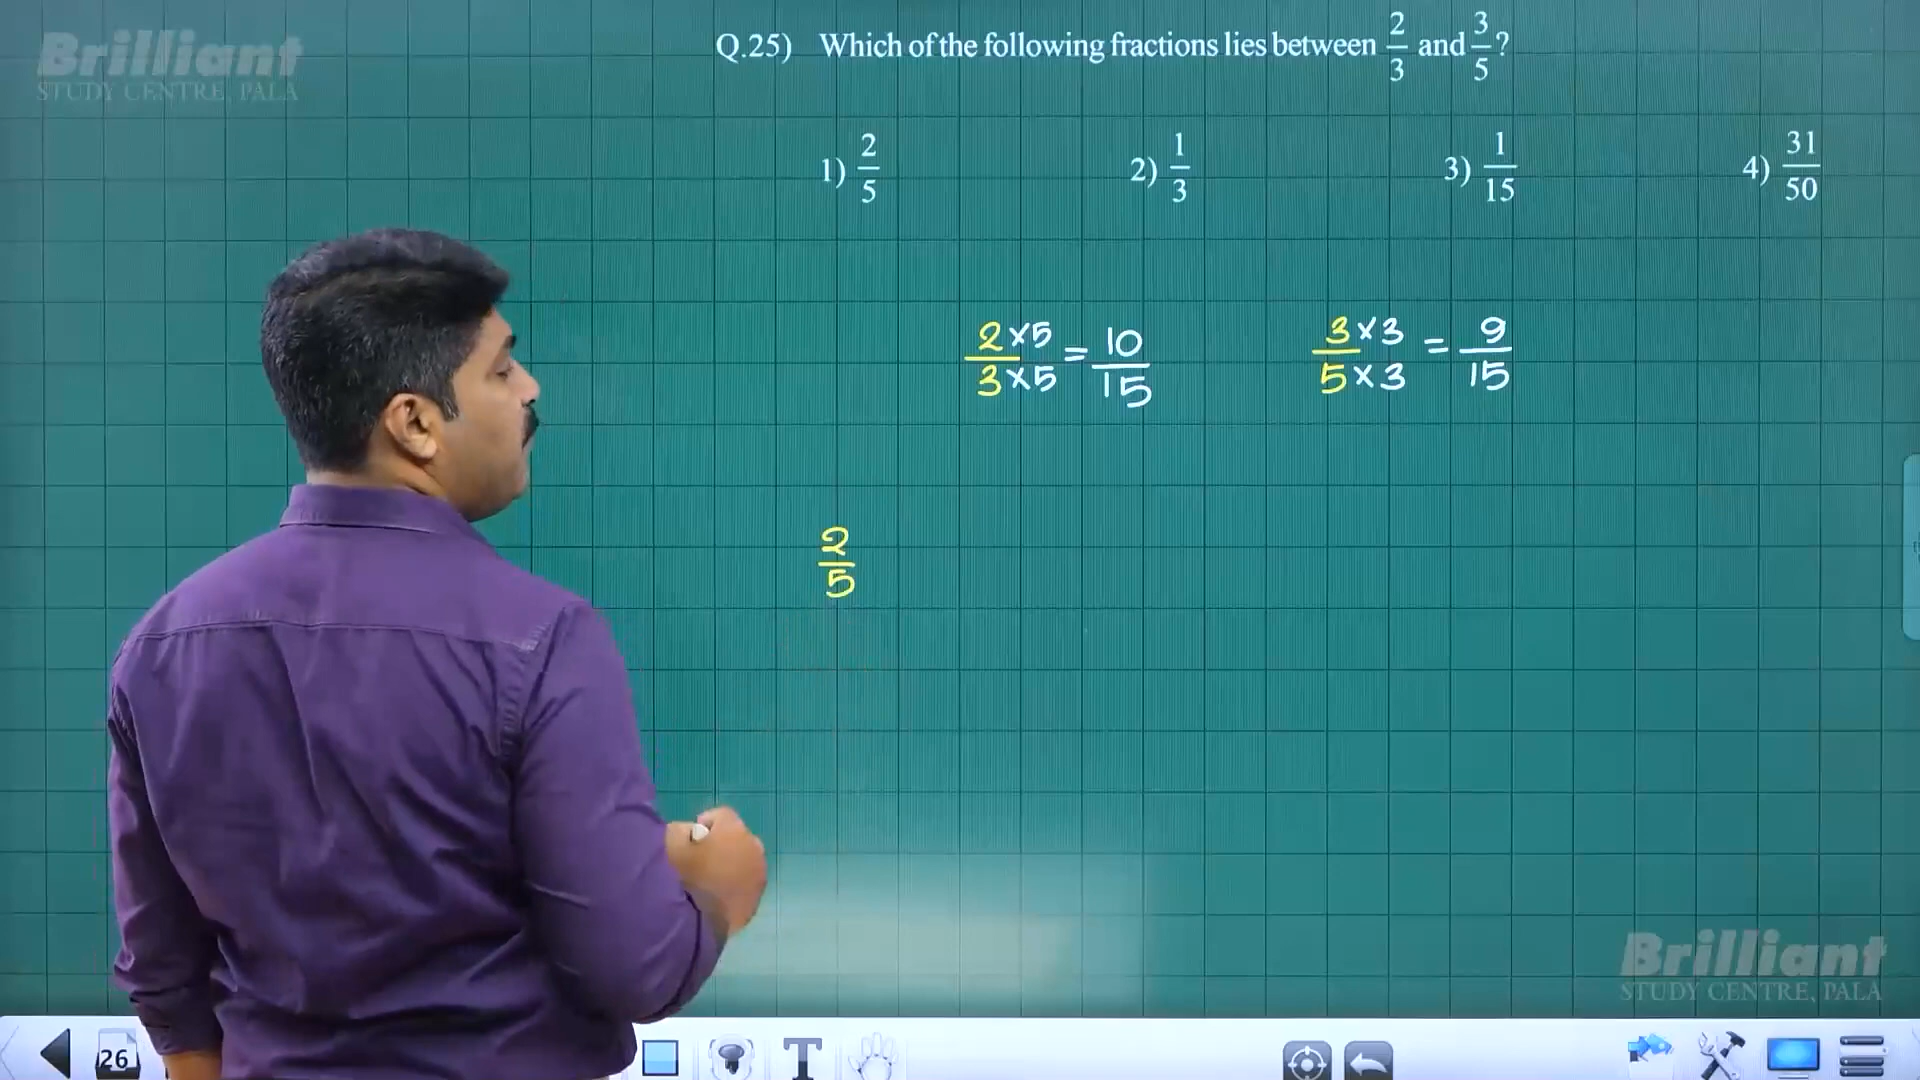 Brilliant
STUDY CENTRE, PALA
Q.25) Which of the following fractions lies between 2/3 and 3/5?
1) 2/5 2) 1/3 3) 1/15 4) 31/50
2×5/3×5 = 10/15 3×3/5×3 = 9/15
2/5
Brilliant
STUDY CENTRE, PALA
26
T